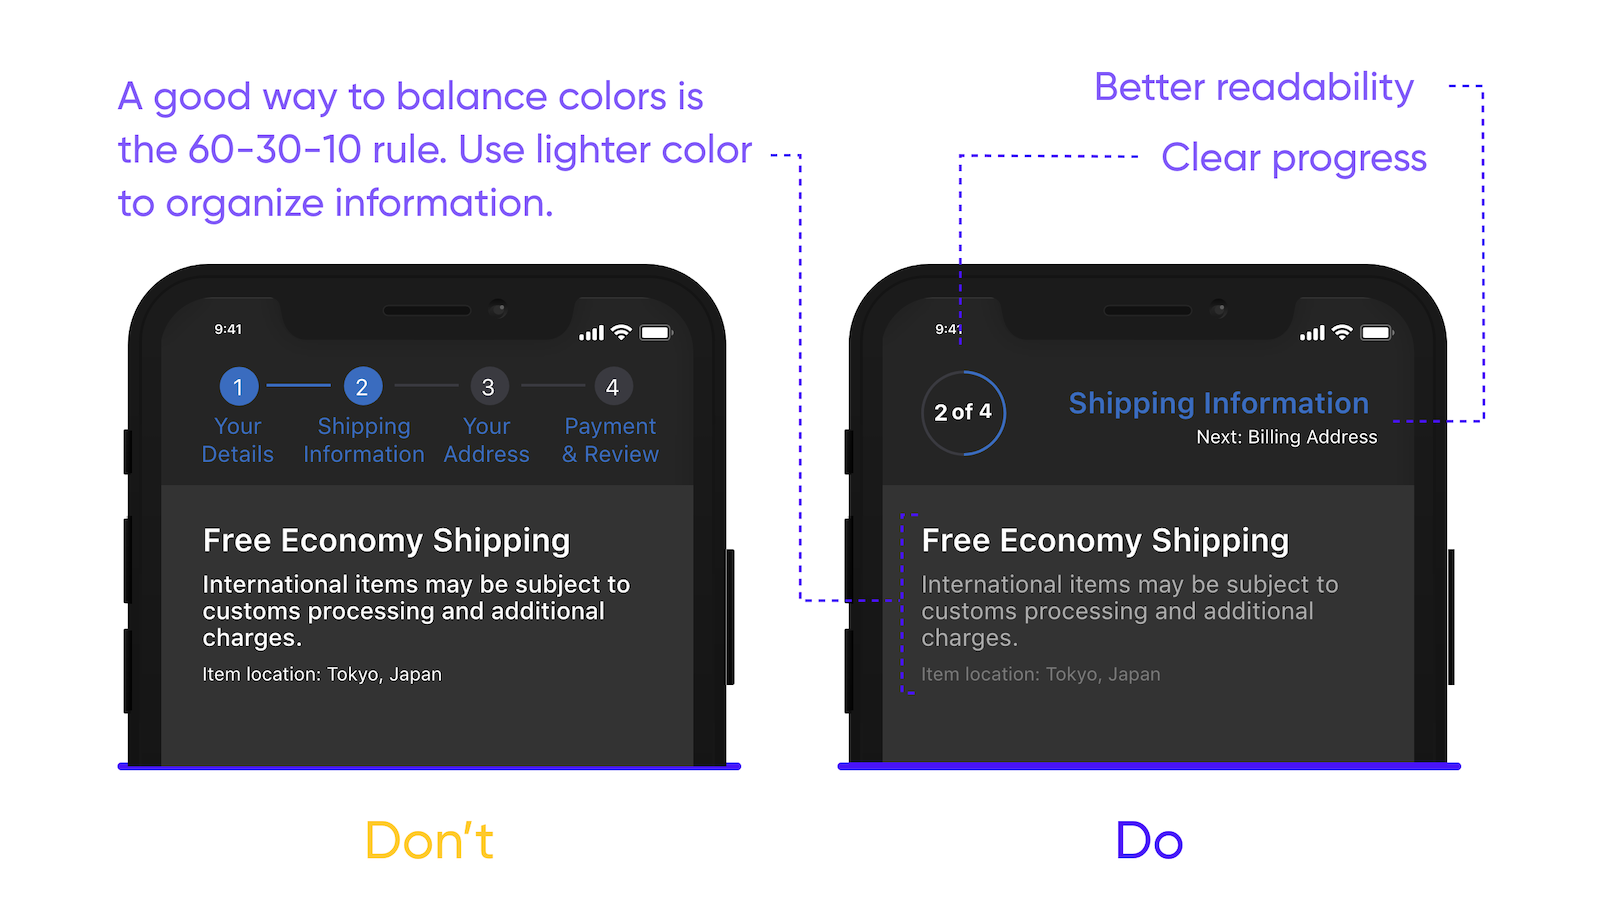 A good way to balance colors is
the 60-30-10 rule. Use lighter color
to organize information.
Better readability
Clear progress
9:41
1
2
3
4
Your
Details
Shipping
Information
Your
Address
Payment
& Review
Free Economy Shipping
International items may be subject to
customs processing and additional
charges.
Item location: Tokyo, Japan
Don't
9:41
2 of 4
Shipping Information
Next: Billing Address
Free Economy Shipping
International items may be subject to
customs processing and additional
charges.
Item location: Tokyo, Japan
Do